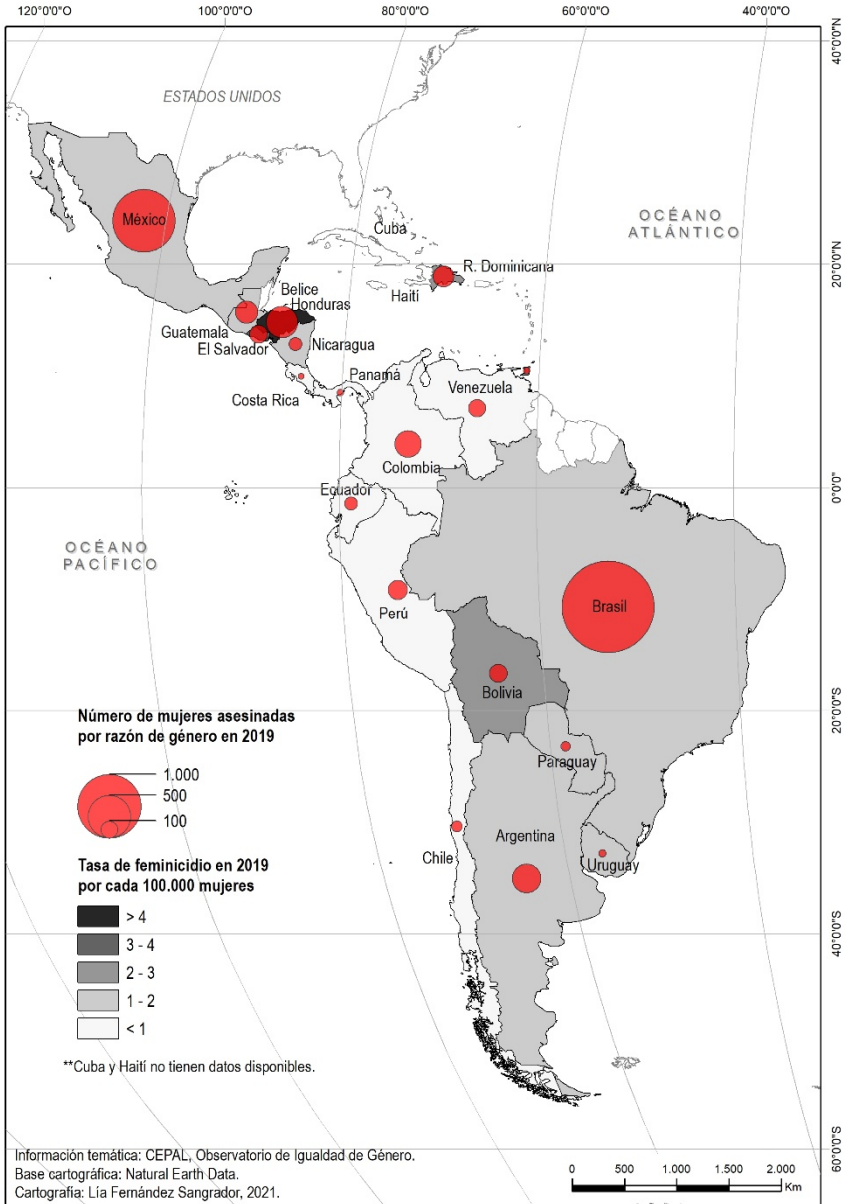 120°0'0"O
100°0'0"O
80°0'0"O
60°0'0"O
40°0'0"O
40°0'0"N
ESTADOS UNIDOS
México
OCÉANO
ATLÁNTICO
Cuba
R. Dominicana
20°0'0"N
Haití
Belice
Honduras
Guatemala
El Salvador
Nicaragua
Panamá
Costa Rica
Venezuela
Colombia
Ecuador
0°0'0"
OCÉANO
PACÍFICO
Perú
Brasil
Bolivia
20°0'0"S
Número de mujeres asesinadas
por razón de género en 2019
1.000
500
100
Paraguay
Argentina
Chile
Uruguay
Tasa de feminicidio en 2019
por cada 100.000 mujeres
> 4
3 - 4
2 - 3
1 - 2
< 1
40°0'0"S
**Cuba y Haití no tienen datos disponibles.
60°0'0"S
Información temática: CEPAL, Observatorio de Igualdad de Género.
Base cartográfica: Natural Earth Data.
Cartografía: Lía Fernández Sangrador, 2021.
0 500 1.000 1.500 2.000
Km